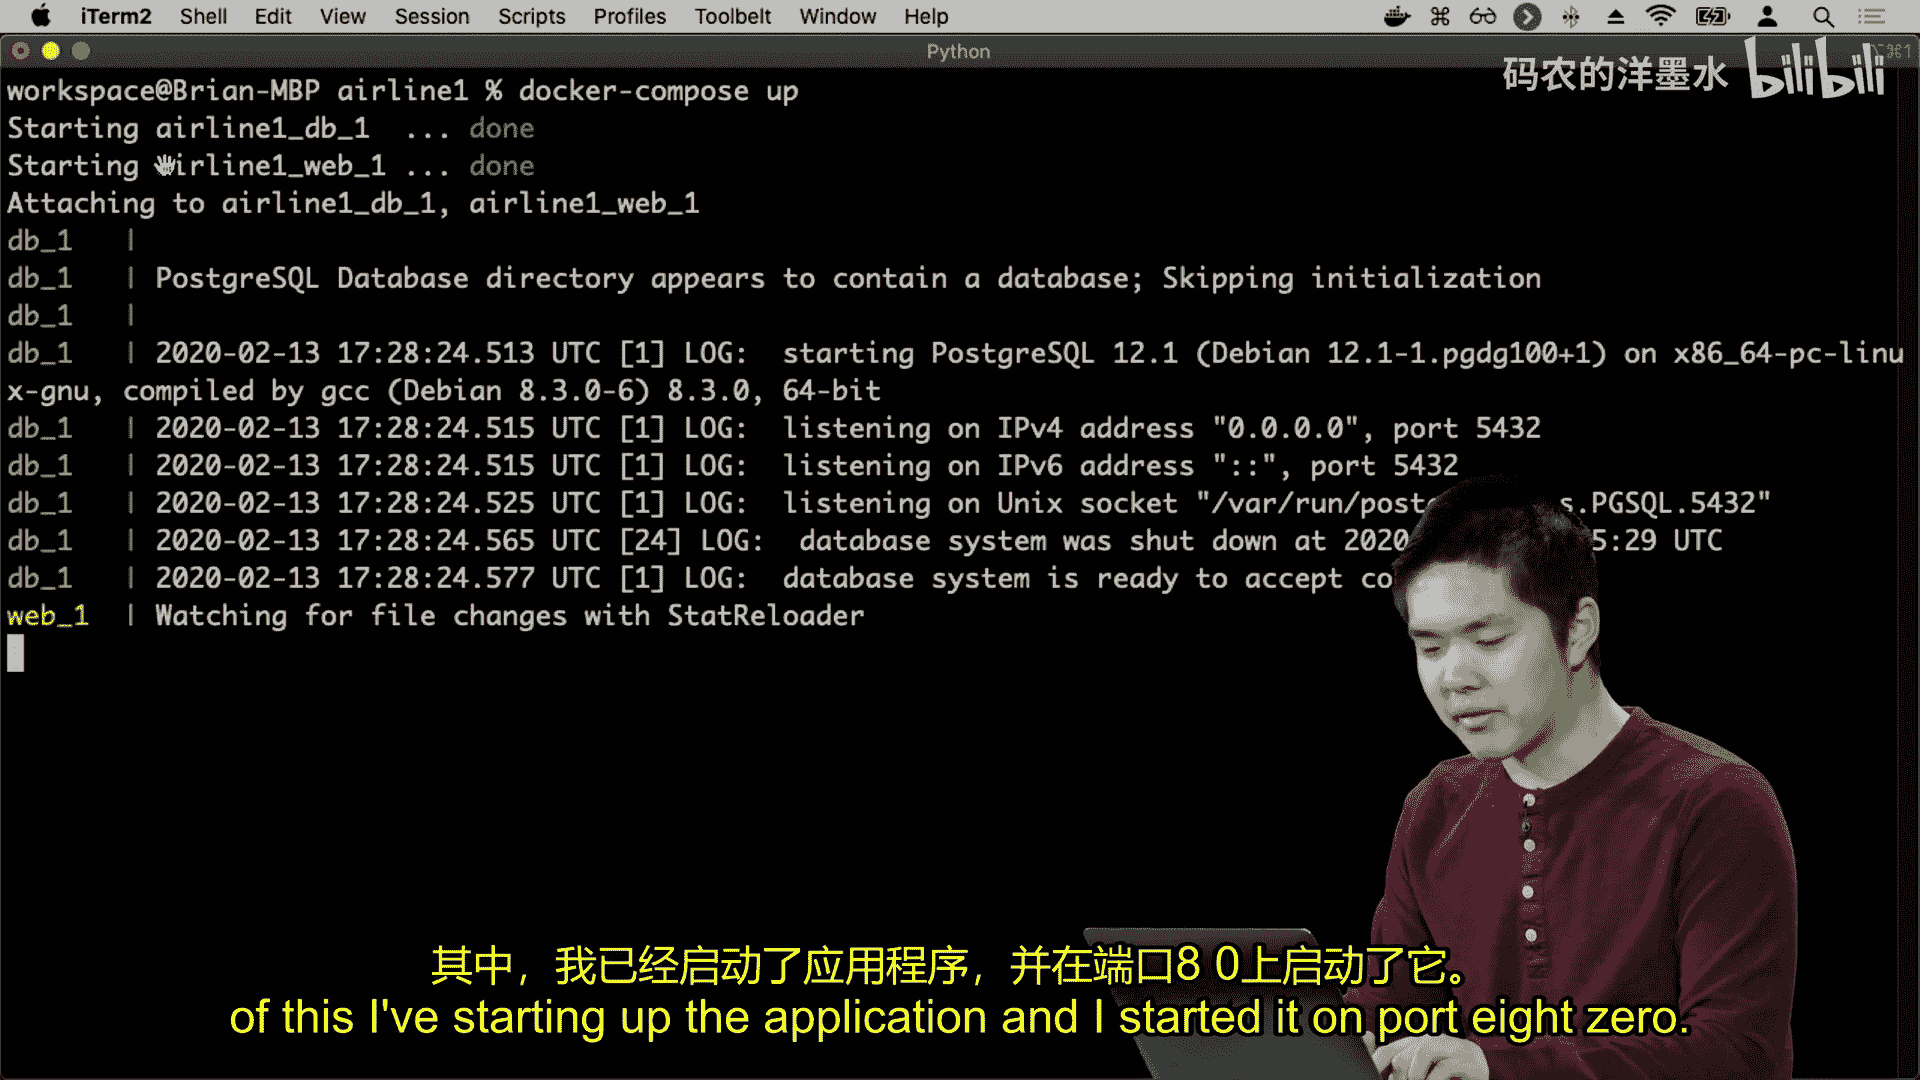 iTerm2 Shell Edit View Session Scripts Profiles Toolbelt Window Help
Python
⌘1
码农的洋墨水 bilibili
workspace@Brian-MBP airline1 % docker-compose up
Starting airline1_db_1 ... done
Starting airline1_web_1 ... done
Attaching to airline1_db_1, airline1_web_1
db_1 |
db_1 | PostgreSQL Database directory appears to contain a database; Skipping initialization
db_1 |
db_1 | 2020-02-13 17:28:24.513 UTC [1] LOG: starting PostgreSQL 12.1 (Debian 12.1-1.pgdg100+1) on x86_64-pc-linu
x-gnu, compiled by gcc (Debian 8.3.0-6) 8.3.0, 64-bit
db_1 | 2020-02-13 17:28:24.515 UTC [1] LOG: listening on IPv4 address "0.0.0.0", port 5432
db_1 | 2020-02-13 17:28:24.515 UTC [1] LOG: listening on IPv6 address "::", port 5432
db_1 | 2020-02-13 17:28:24.525 UTC [1] LOG: listening on Unix socket "/var/run/postg s.PGSQL.5432"
db_1 | 2020-02-13 17:28:24.565 UTC [24] LOG: database system was shut down at 2020 5:29 UTC
db_1 | 2020-02-13 17:28:24.577 UTC [1] LOG: database system is ready to accept co
web_1 | Watching for file changes with StatReloader
其中，我已经启动了应用程序，并在端口8 0上启动了它。
of this I've starting up the application and I started it on port eight zero.